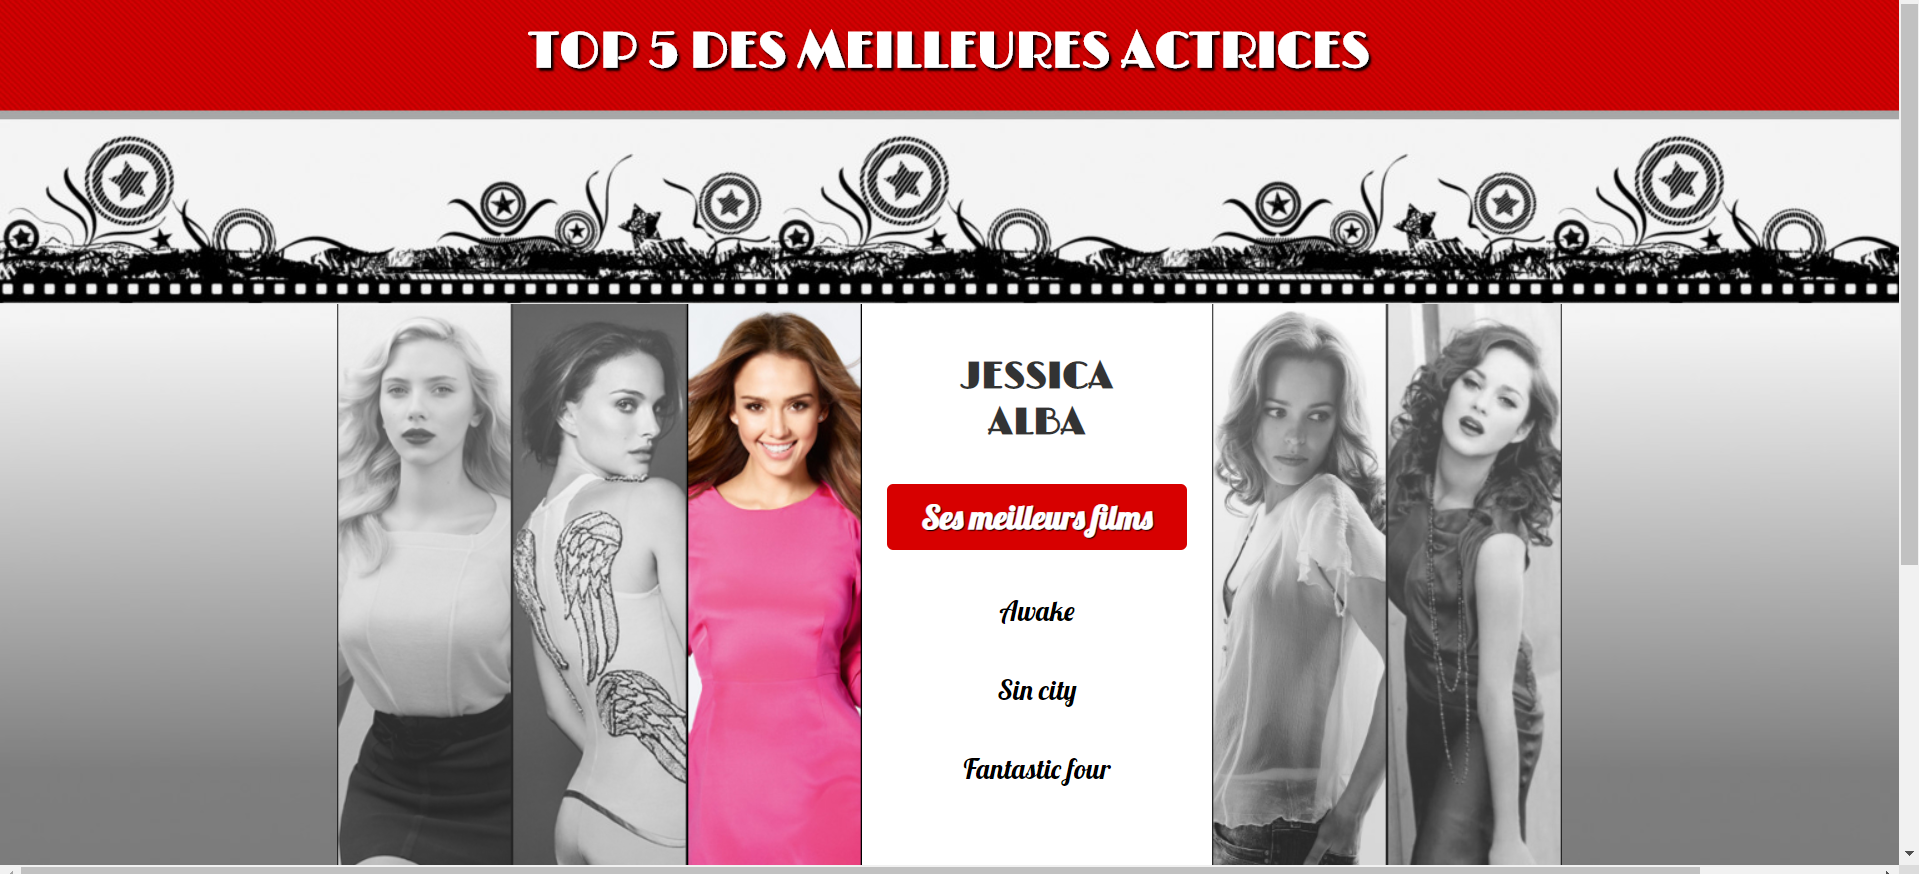 TOP 5 DES MEILLEURES ACTRICES
JESSICA
ALBA
Ses meilleurs films
Awake
Sin city
Fantastic four